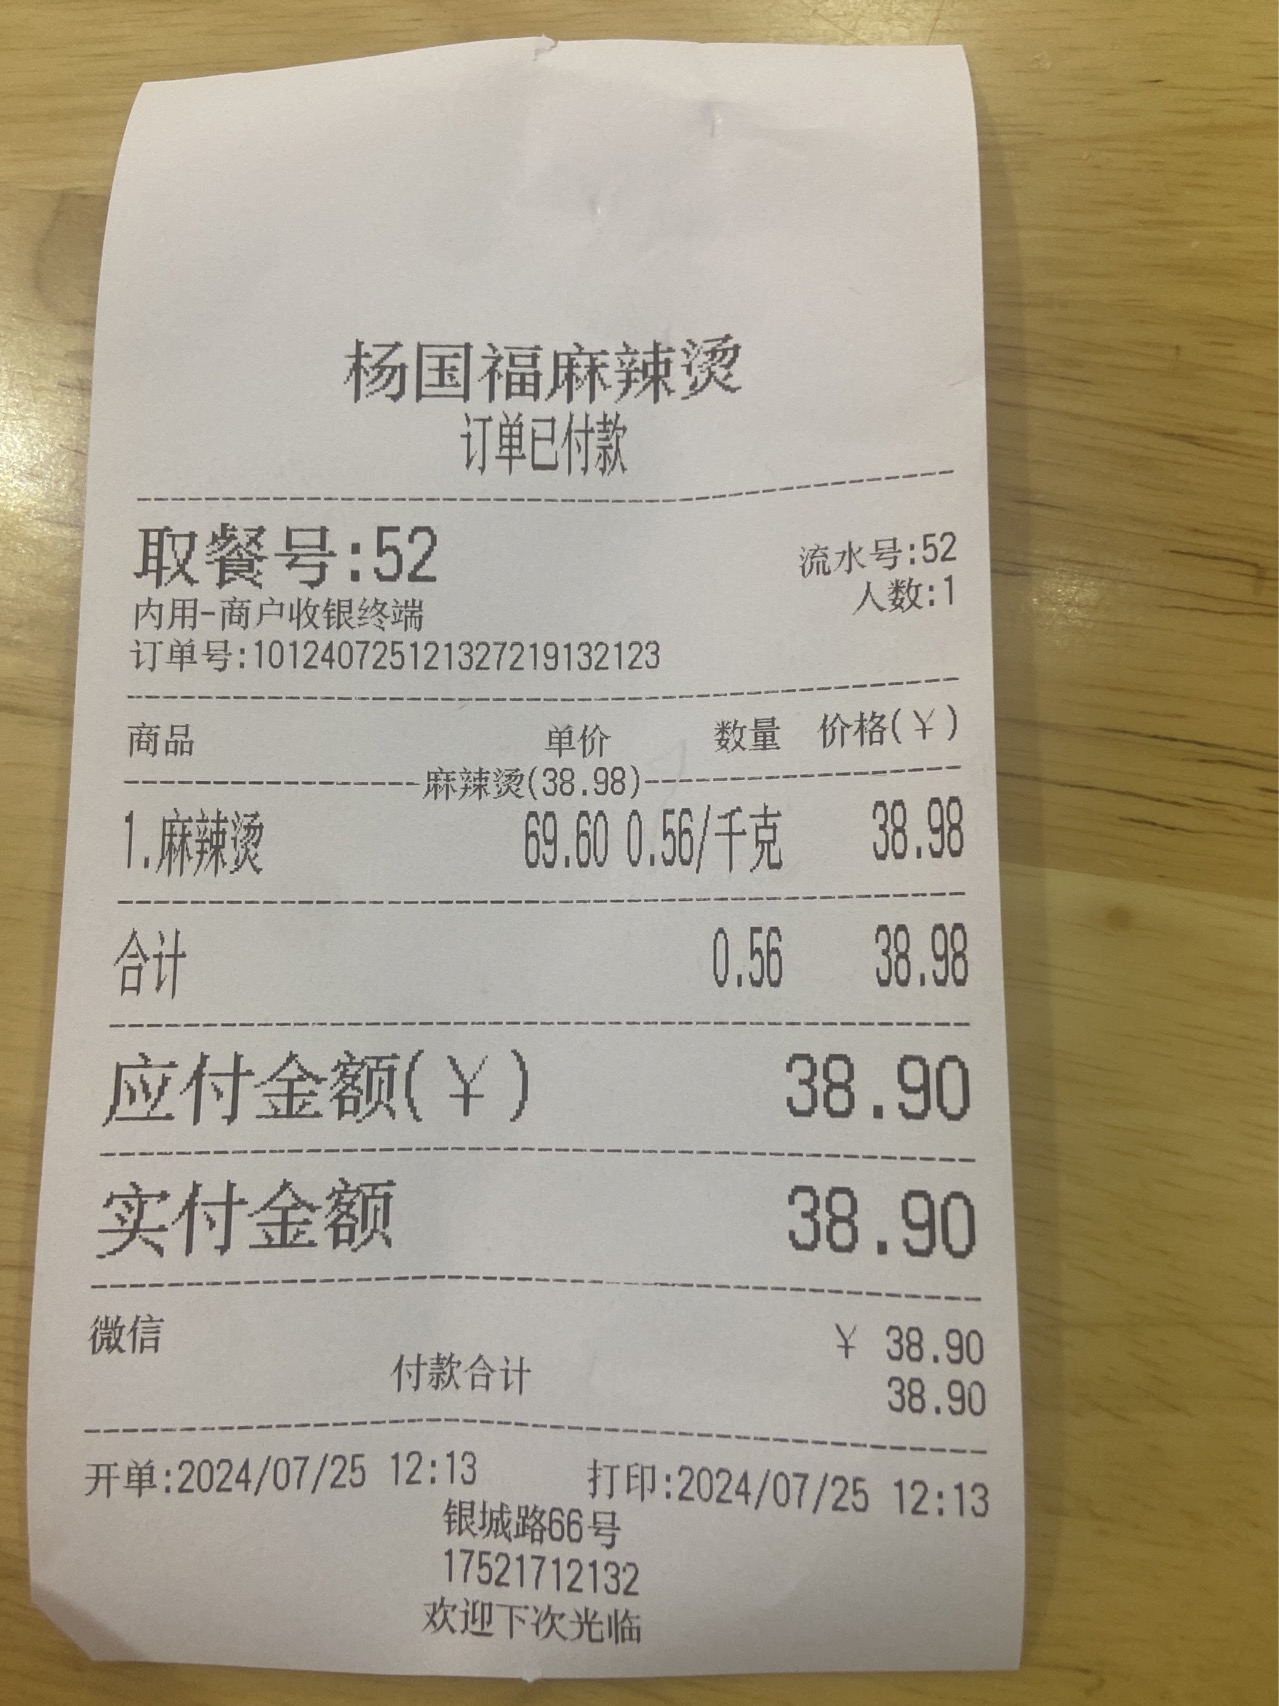 杨国福麻辣烫
订单已付款
取餐号:52 流水号:52
内用-商户收银终端 人数:1
订单号:101240725121327219132123
商品 单价 数量 价格(￥)
麻辣烫(38.98)
1.麻辣烫 69.60 0.56/千克 38.98
合计 0.56 38.98
应付金额(￥) 38.90
实付金额 38.90
微信 ￥ 38.90
付款合计 38.90
开单:2024/07/25 12:13 打印:2024/07/25 12:13
银城路66号
17521712132
欢迎下次光临